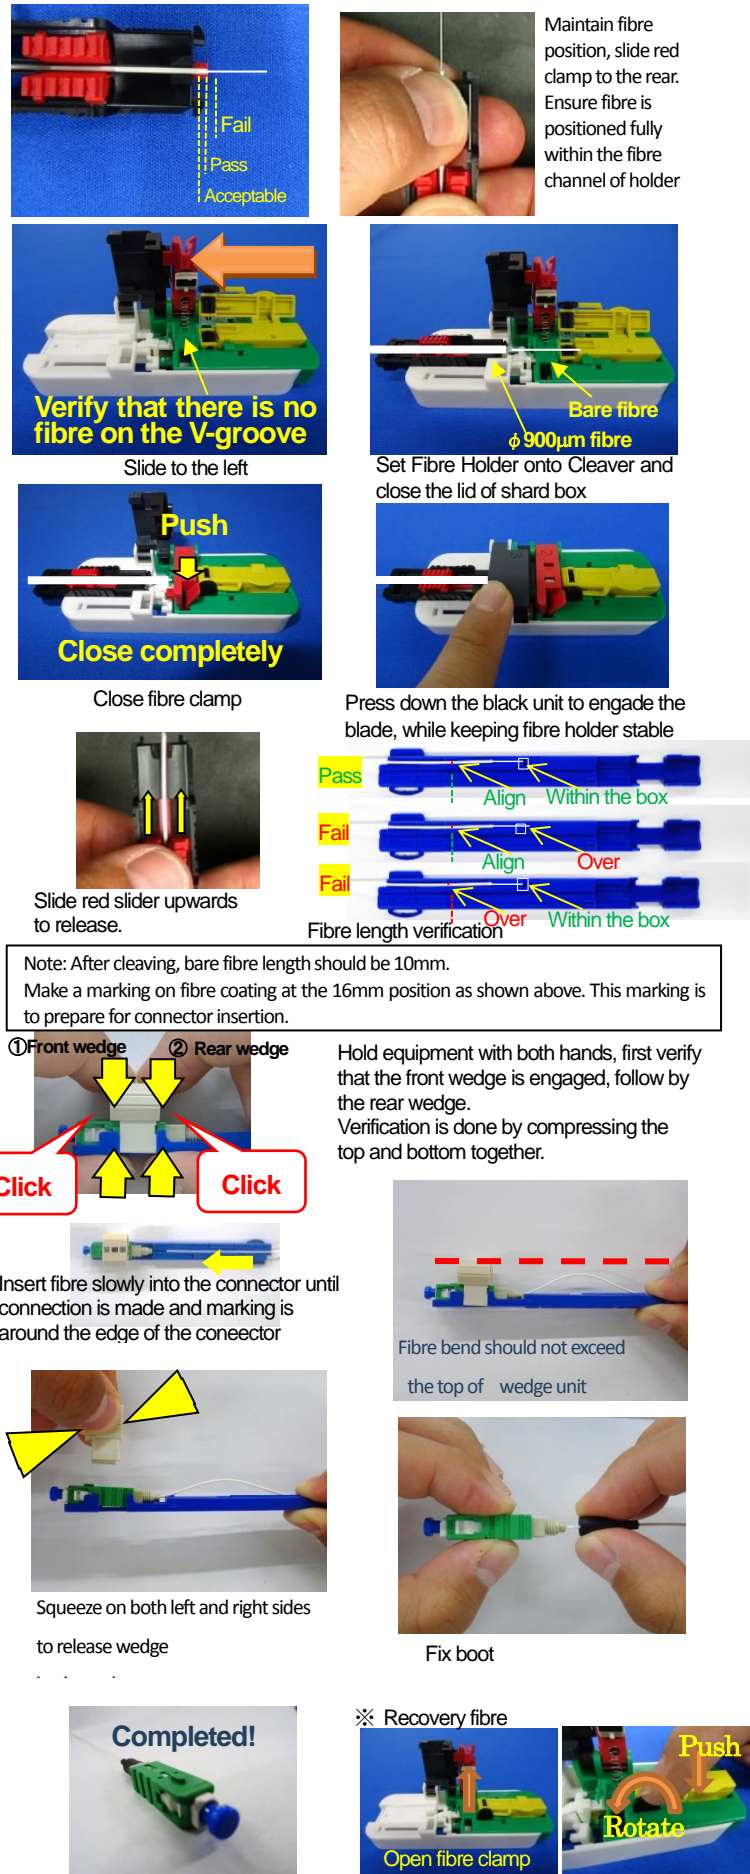 Fail
Pass
Acceptable
Maintain fibre
position, slide red
clamp to the rear.
Ensure fibre is
positioned fully
within the fibre
channel of holder
Verify that there is no
fibre on the V-groove
Slide to the left
Bare fibre
ϕ 900μm fibre
Set Fibre Holder onto Cleaver and
close the lid of shard box
Push
Close completely
Close fibre clamp
3
2
Press down the black unit to engade the
blade, while keeping fibre holder stable
Slide red slider upwards
to release.
Pass
Align Within the box
Fail
Align Over
Fail
Over Within the box
Fibre length verification
Note: After cleaving, bare fibre length should be 10mm.
Make a marking on fibre coating at the 16mm position as shown above. This marking is
to prepare for connector insertion.
①Front wedge ② Rear wedge
Click
Click
Hold equipment with both hands, first verify
that the front wedge is engaged, follow by
the rear wedge.
Verification is done by compressing the
top and bottom together.
Insert fibre slowly into the connector until
connection is made and marking is
around the edge of the coneector
Fibre bend should not exceed
the top of wedge unit
Squeeze on both left and right sides
to release wedge
Fix boot
Completed!
※ Recovery fibre
Open fibre clamp
Push
Rotate